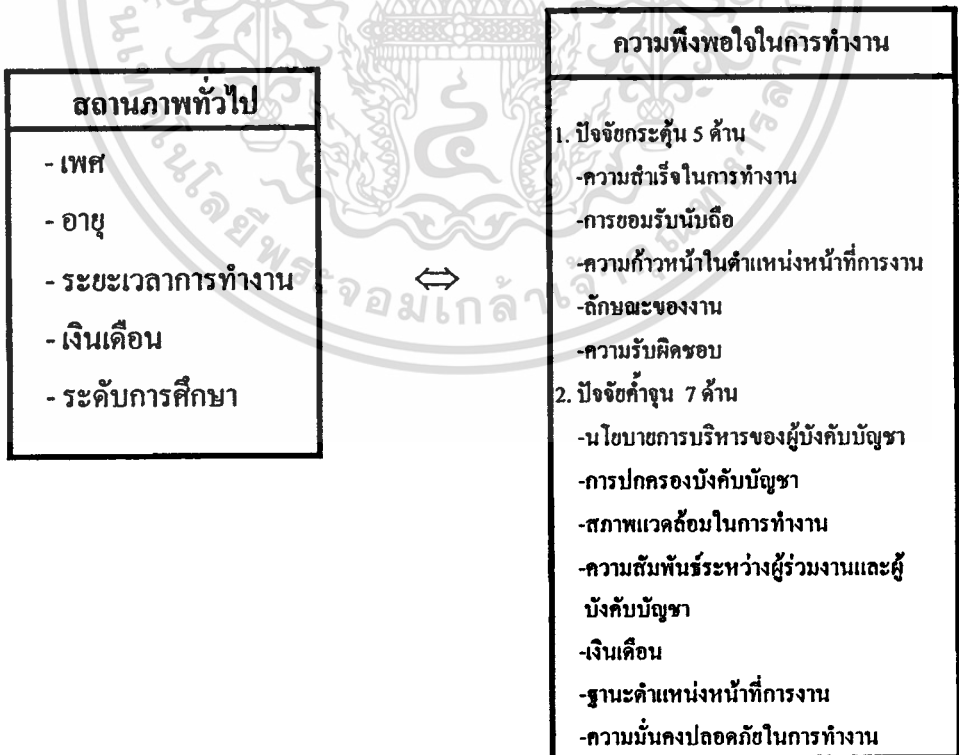 สถานภาพทั่วไป
- เพศ
- อายุ
- ระยะเวลาการทำงาน
- เงินเดือน
- ระดับการศึกษา
⇔
ความพึงพอใจในการทำงาน
1. ปัจจัยกระตุ้น 5 ด้าน
-ความสำเร็จในการทำงาน
-การยอมรับนับถือ
-ความก้าวหน้าในตำแหน่งหน้าที่การงาน
-ลักษณะของงาน
-ความรับผิดชอบ
2. ปัจจัยค้ำจุน 7 ด้าน
-นโยบายการบริหารของผู้บังคับบัญชา
-การปกครองบังคับบัญชา
-สภาพแวดล้อมในการทำงาน
-ความสัมพันธ์ระหว่างผู้ร่วมงานและผู้
บังคับบัญชา
-เงินเดือน
-ฐานะตำแหน่งหน้าที่การงาน
-ความมั่นคงปลอดภัยในการทำงาน